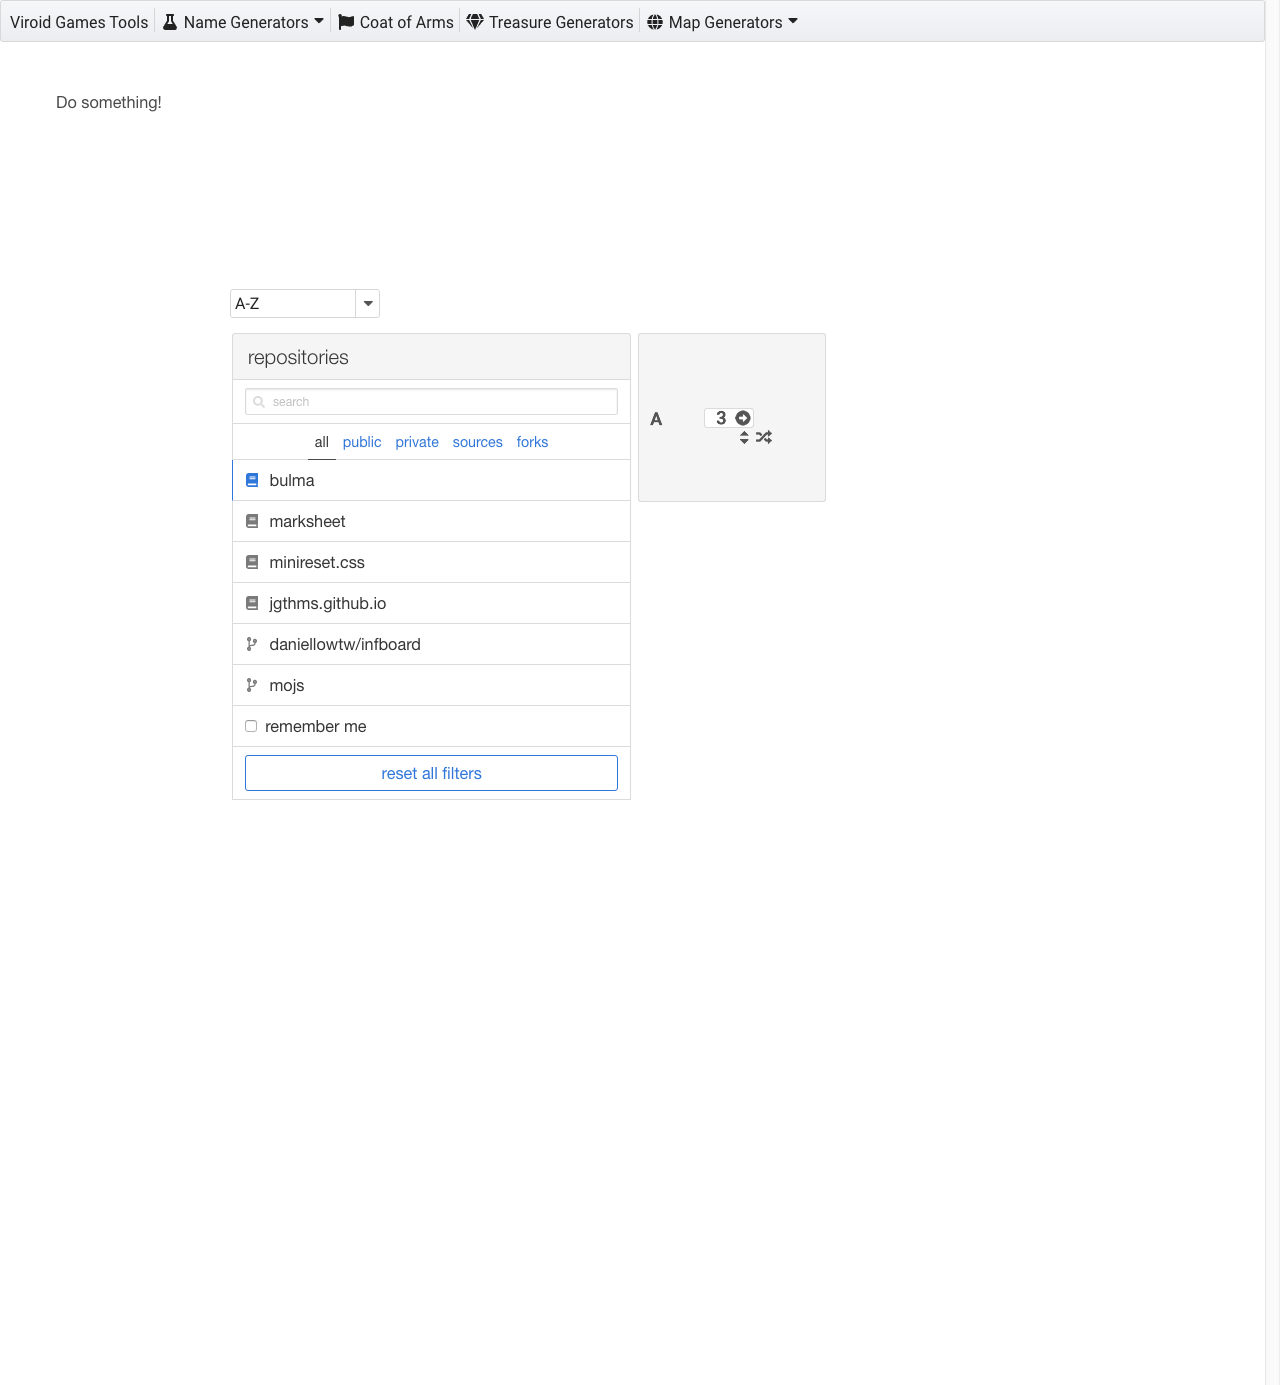 Viroid Games Tools Name Generators Coat of Arms Treasure Generators Map Generators
Do something!
A-Z
repositories
search
all public private sources forks
bulma
marksheet
minireset.css
jgthms.github.io
daniellowtw/infboard
mojs
remember me
reset all filters
A 3